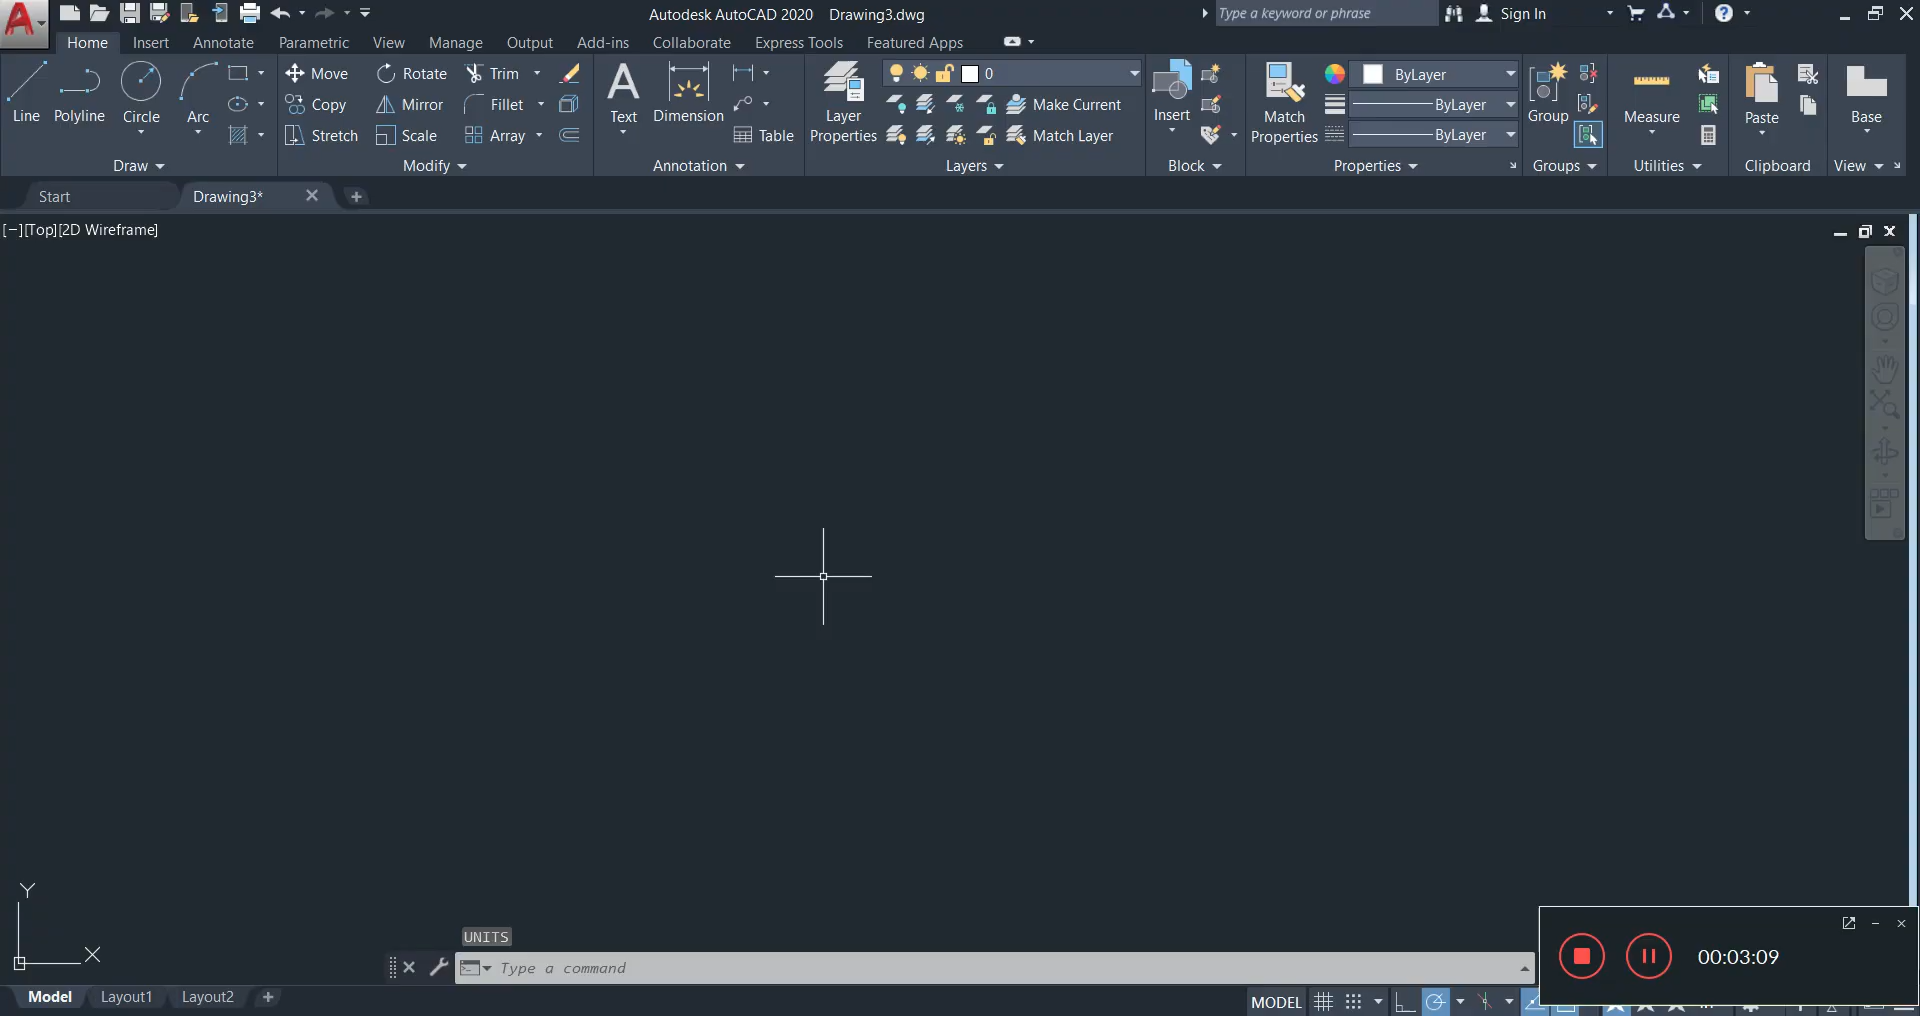 Autodesk AutoCAD 2020 Drawing3.dwg
Type a keyword or phrase
Sign In
Home Insert Annotate Parametric View Manage Output Add-ins Collaborate Express Tools Featured Apps
Move Rotate Trim
0
ByLayer
Copy Mirror Fillet
Make Current
ByLayer
Line Polyline Circle Arc
Text Dimension
Layer Properties
Insert
Match Properties
Group
Measure
Paste
Base
Stretch Scale Array
Table
Match Layer
ByLayer
Draw Modify Annotation Layers Block Properties Groups Utilities Clipboard View
Start Drawing3*
[−][Top][2D Wireframe]
Y
X
UNITS
Type a command
00:03:09
Model Layout1 Layout2
MODEL